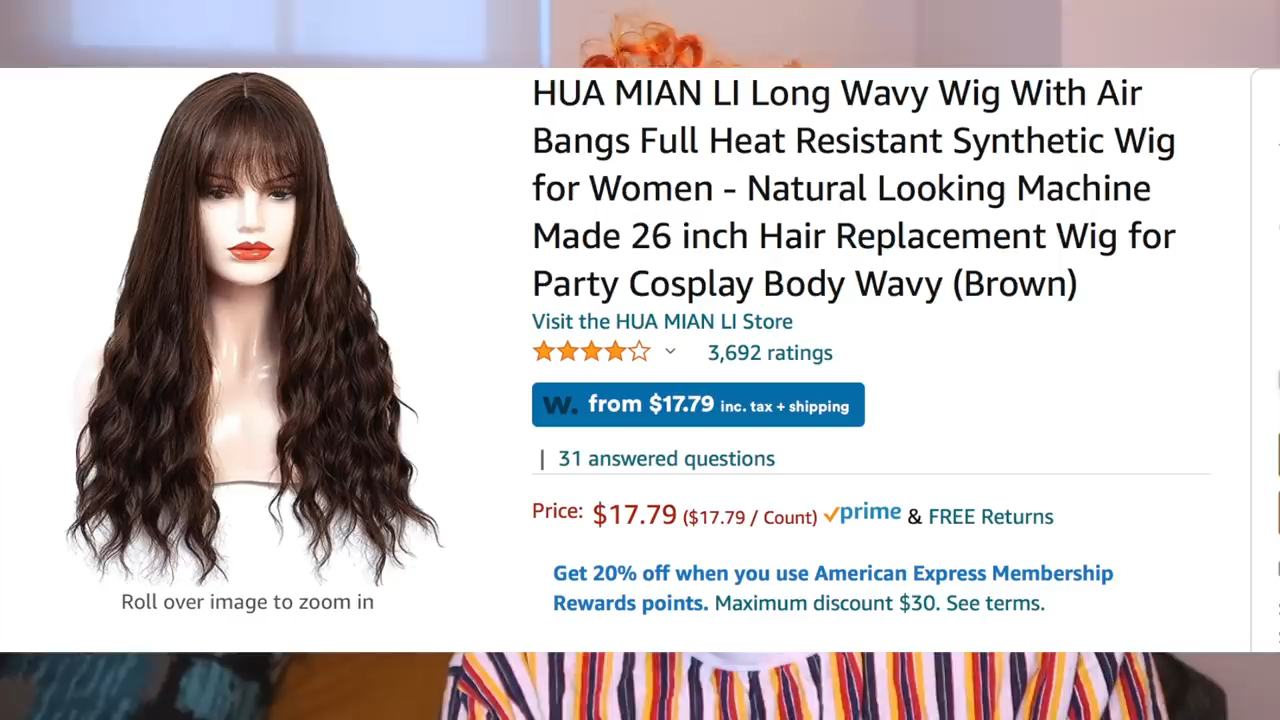 HUA MIAN LI Long Wavy Wig With Air
Bangs Full Heat Resistant Synthetic Wig
for Women - Natural Looking Machine
Made 26 inch Hair Replacement Wig for
Party Cosplay Body Wavy (Brown)
Visit the HUA MIAN LI Store
3,692 ratings
w. from $17.79 inc. tax + shipping
| 31 answered questions
Price: $17.79 ($17.79 / Count) prime & FREE Returns
Get 20% off when you use American Express Membership
Rewards points. Maximum discount $30. See terms.
Roll over image to zoom in